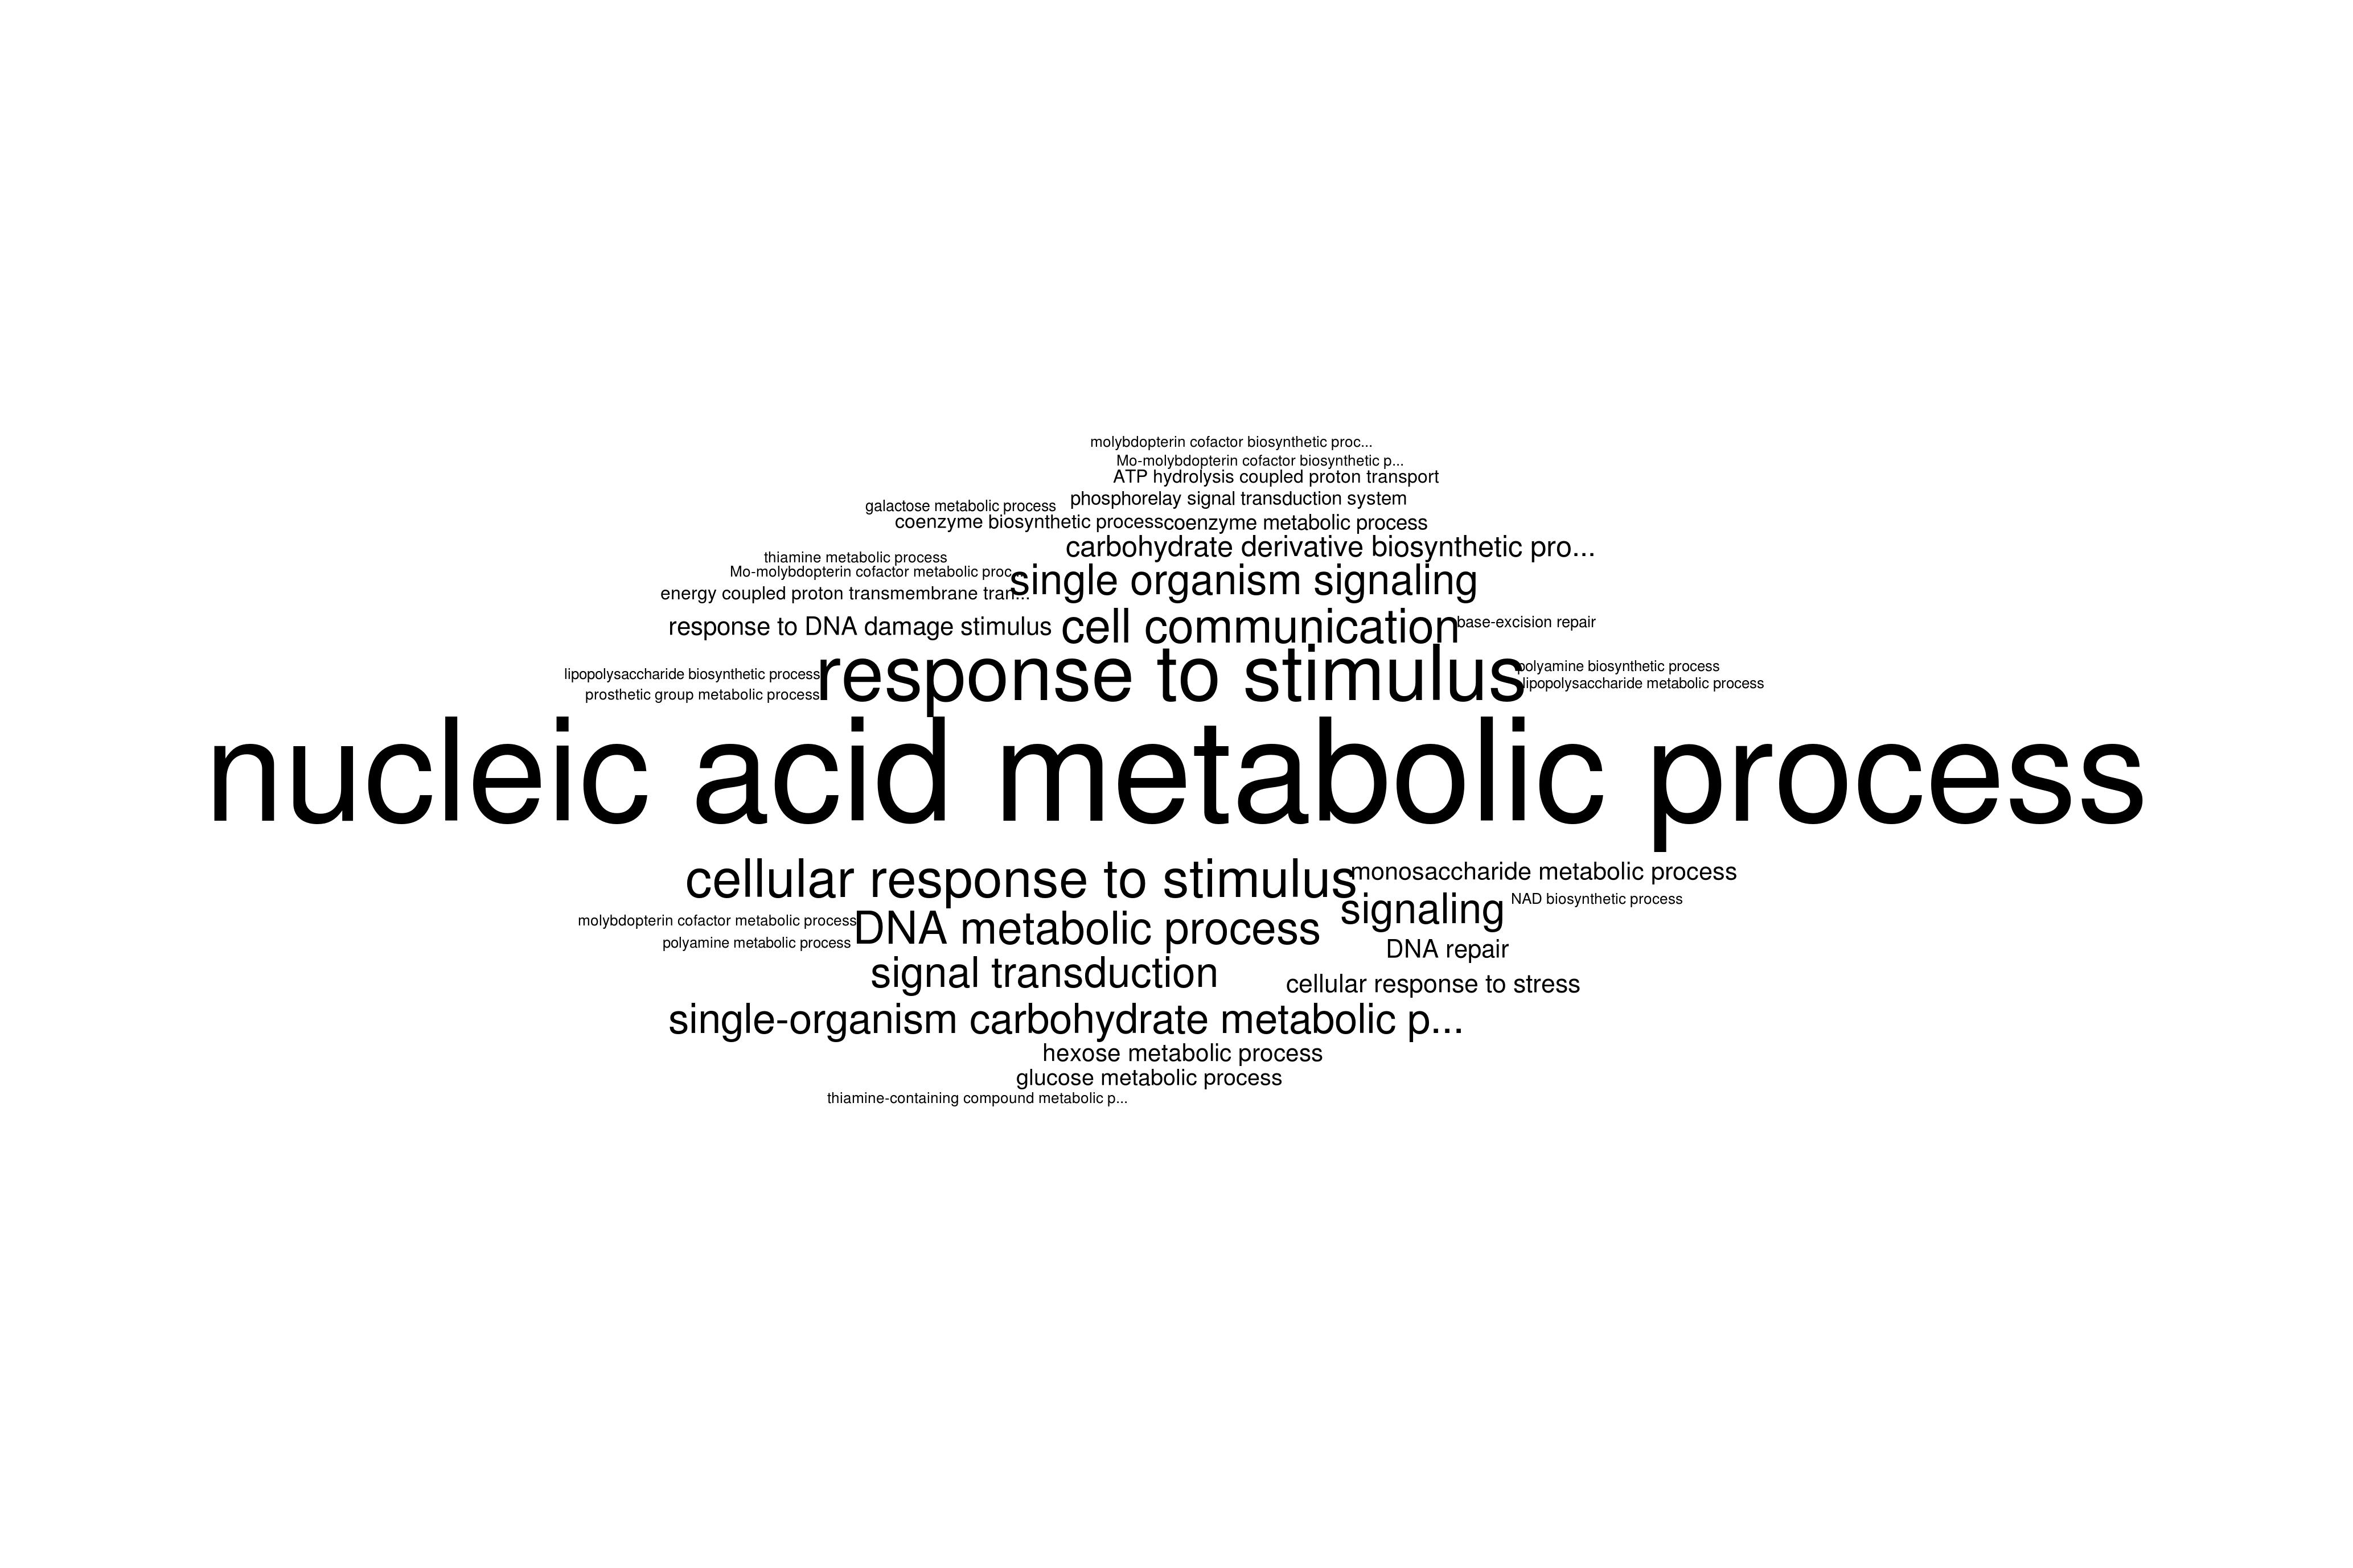 molybdopterin cofactor biosynthetic proc...
Mo-molybdopterin cofactor biosynthetic p...
ATP hydrolysis coupled proton transport
phosphorelay signal transduction system
galactose metabolic process
coenzyme biosynthetic process
coenzyme metabolic process
carbohydrate derivative biosynthetic pro...
thiamine metabolic process
Mo-molybdopterin cofactor metabolic proc...
single organism signaling
energy coupled proton transmembrane tran...
response to DNA damage stimulus
cell communication
base-excision repair
lipopolysaccharide biosynthetic process
prosthetic group metabolic process
response to stimulus
polyamine biosynthetic process
lipopolysaccharide metabolic process
nucleic acid metabolic process
cellular response to stimulus
monosaccharide metabolic process
signaling
NAD biosynthetic process
molybdopterin cofactor metabolic process
DNA metabolic process
polyamine metabolic process
DNA repair
signal transduction
cellular response to stress
single-organism carbohydrate metabolic p...
hexose metabolic process
glucose metabolic process
thiamine-containing compound metabolic p...